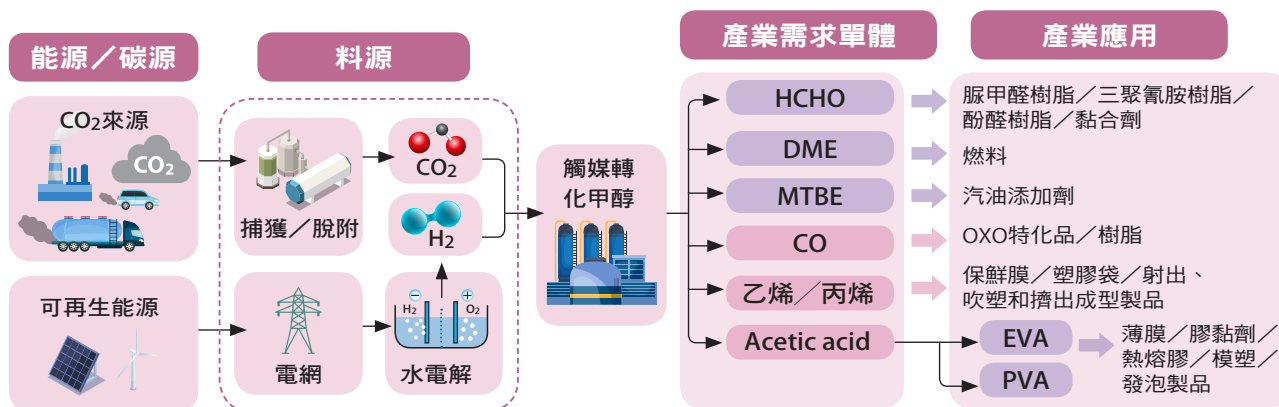 能源／碳源
料源
產業需求單體
產業應用
CO2來源
CO2
捕獲／脫附
CO2
H2
可再生能源
電網
H2
O2
水電解
觸媒轉
化甲醇
HCHO
脲甲醛樹脂／三聚氰胺樹脂／
酚醛樹脂／黏合劑
DME
燃料
MTBE
汽油添加劑
CO
OXO特化品／樹脂
乙烯／丙烯
保鮮膜／塑膠袋／射出、
吹塑和擠出成型製品
Acetic acid
EVA
PVA
薄膜／膠黏劑／
熱熔膠／模塑／
發泡製品